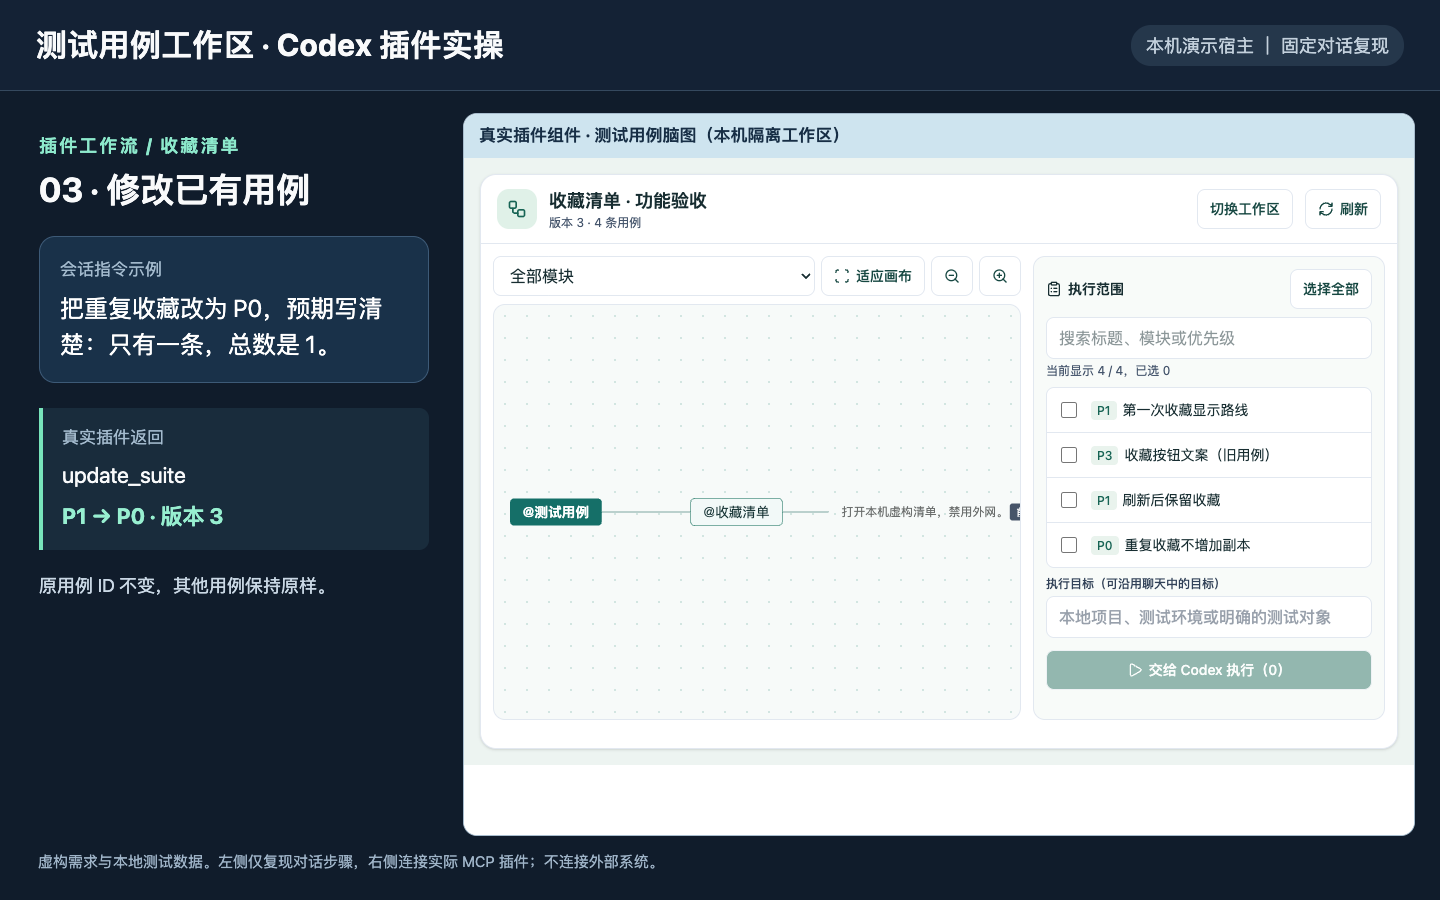 测试用例工作区 · Codex 插件实操
本机演示宿主 | 固定对话复现
插件工作流 / 收藏清单
03 · 修改已有用例
会话指令示例
把重复收藏改为 P0，预期写清
楚：只有一条，总数是 1。
真实插件返回
update_suite
P1 → P0 · 版本 3
原用例 ID 不变，其他用例保持原样。
真实插件组件 · 测试用例脑图（本机隔离工作区）
收藏清单 · 功能验收
版本 3 · 4 条用例
切换工作区
刷新
全部模块
适应画布
@测试用例
@收藏清单
打开本机虚构清单，禁用外网。
执行范围
选择全部
搜索标题、模块或优先级
当前显示 4 / 4，已选 0
P1 第一次收藏显示路线
P3 收藏按钮文案（旧用例）
P1 刷新后保留收藏
P0 重复收藏不增加副本
执行目标（可沿用聊天中的目标）
本地项目、测试环境或明确的测试对象
交给 Codex 执行（0）
虚构需求与本地测试数据。左侧仅复现对话步骤，右侧连接实际 MCP 插件；不连接外部系统。